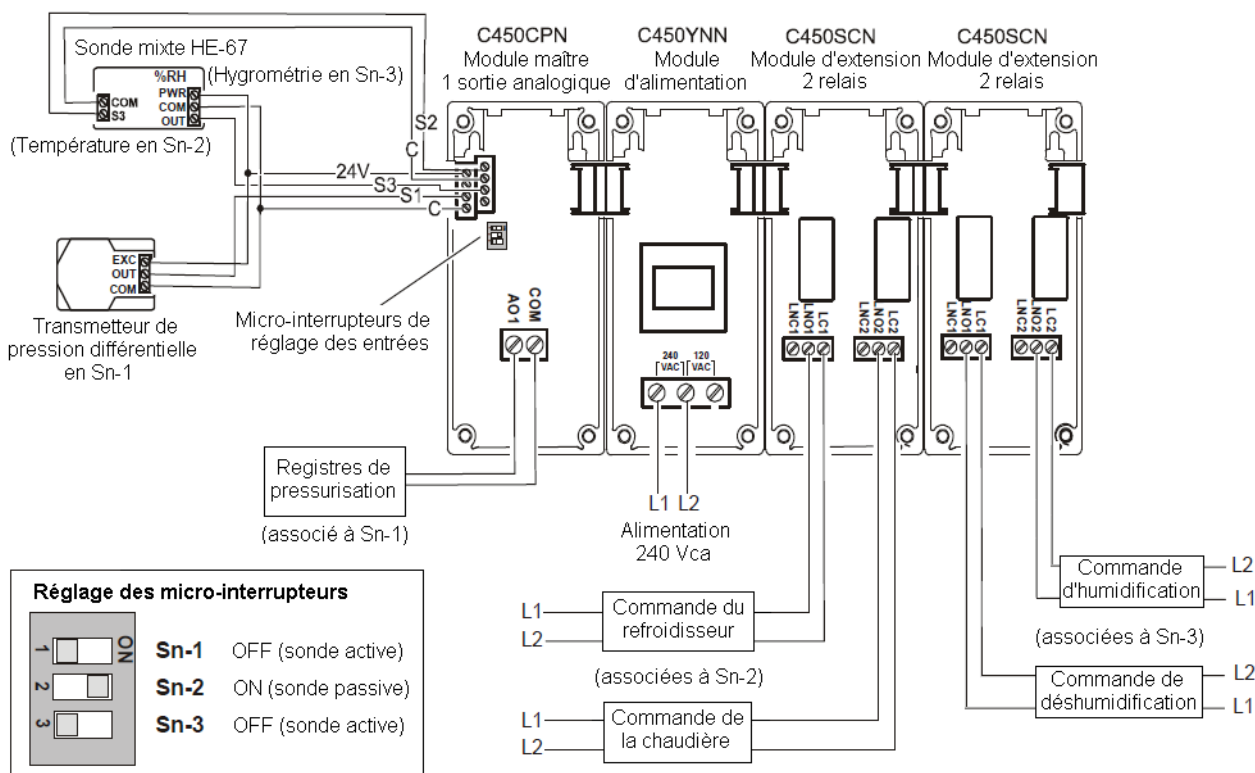 C450CPN
Module maître
1 sortie analogique
C450YNN
Module
d'alimentation
C450SCN
Module d'extension
2 relais
C450SCN
Module d'extension
2 relais
Sonde mixte HE-67
%RH
(Hygrométrie en Sn-3)
PWR
COM
OUT
COM
S3
(Température en Sn-2)
S2
C
24V
S3
S1
C
EXC
OUT
COM
Transmetteur de
pression différentielle
en Sn-1
Micro-interrupteurs de
réglage des entrées
AO1
COM
240
VAC
120
VAC
LNC1
LNO1
LC1
LNC2
LNO2
LC2
LNC1
LNO1
LC1
LNC2
LNO2
LC2
Registres de
pressurisation
(associé à Sn-1)
L1 L2
Alimentation
240 Vca
L1
L2
Commande du
refroidisseur
(associées à Sn-2)
L1
L2
Commande de
la chaudière
Commande
d'humidification
L2
L1
(associées à Sn-3)
Commande de
déshumidification
L2
L1
Réglage des micro-interrupteurs
ON
1
Sn-1 OFF (sonde active)
2
Sn-2 ON (sonde passive)
3
Sn-3 OFF (sonde active)